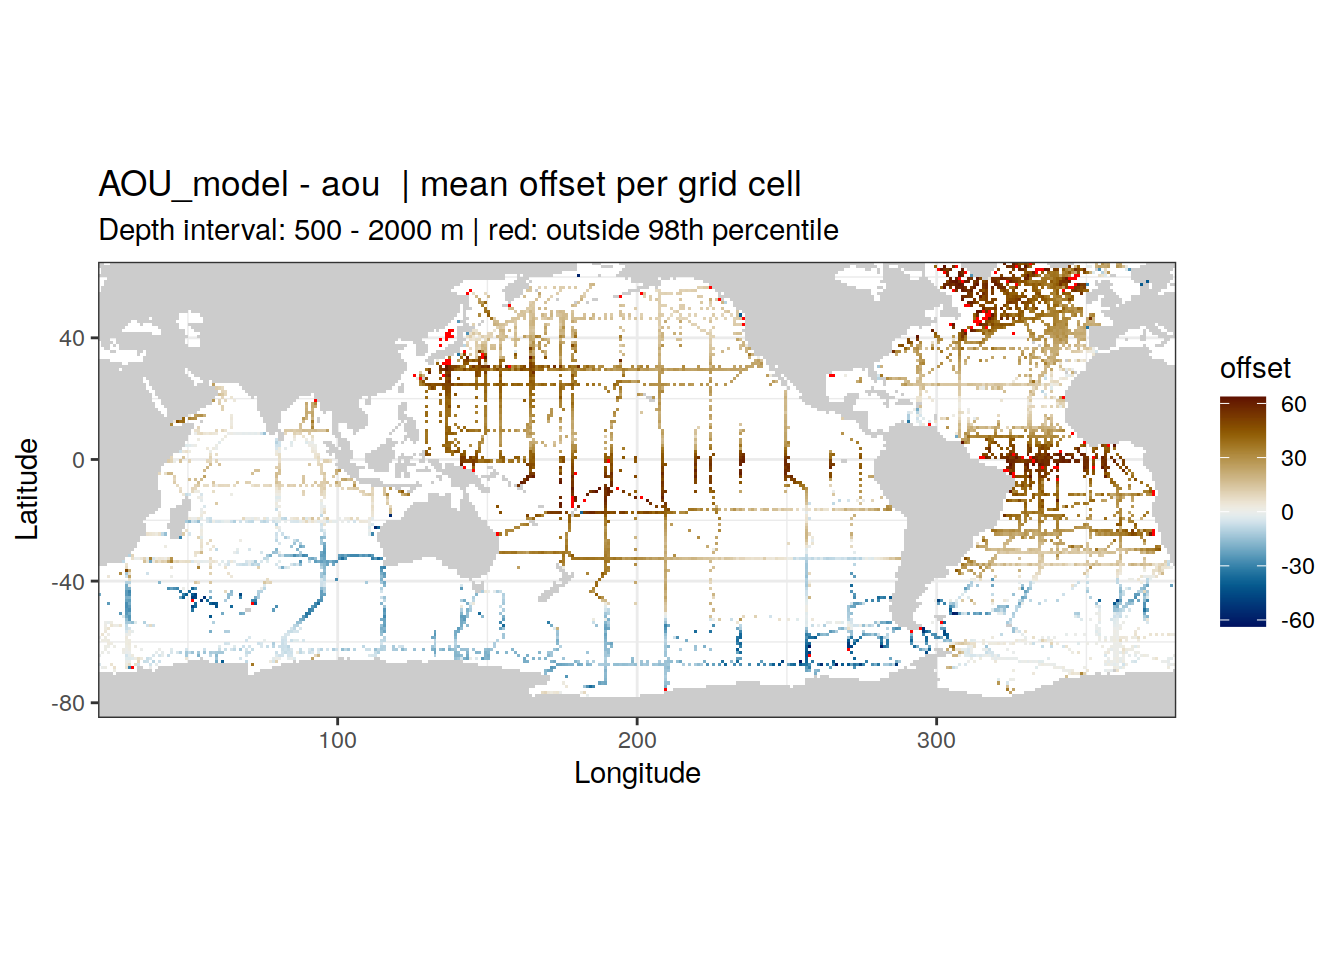 AOU_model - aou  | mean offset per grid cell
Depth interval: 500 - 2000 m | red: outside 98th percentile
Latitude
40
0
-40
-80
100
200
300
Longitude
offset
60
30
0
-30
-60